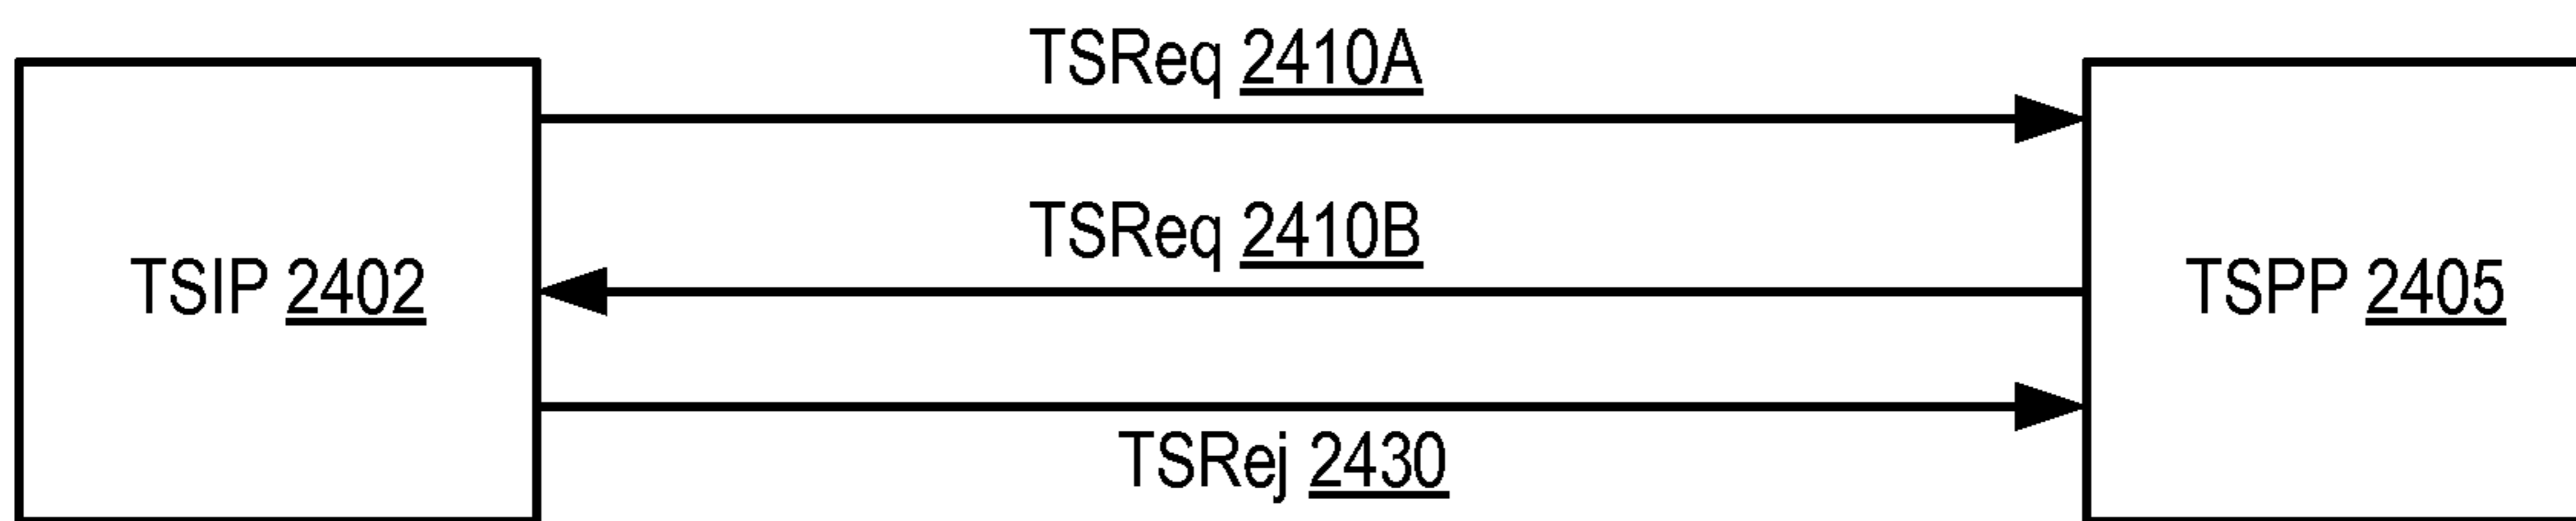 TSReq 2410A
TSReq 2410B
TSIP 2402
TSPP 2405
TSRej 2430